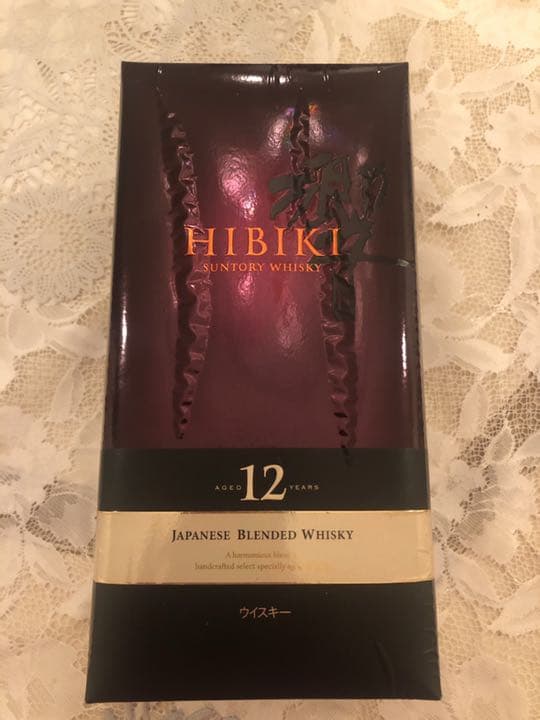 響
HIBIKI
SUNTORY WHISKY
AGED 12 YEARS
JAPANESE BLENDED WHISKY
A harmonious blend
handcrafted select specially
ウイスキー